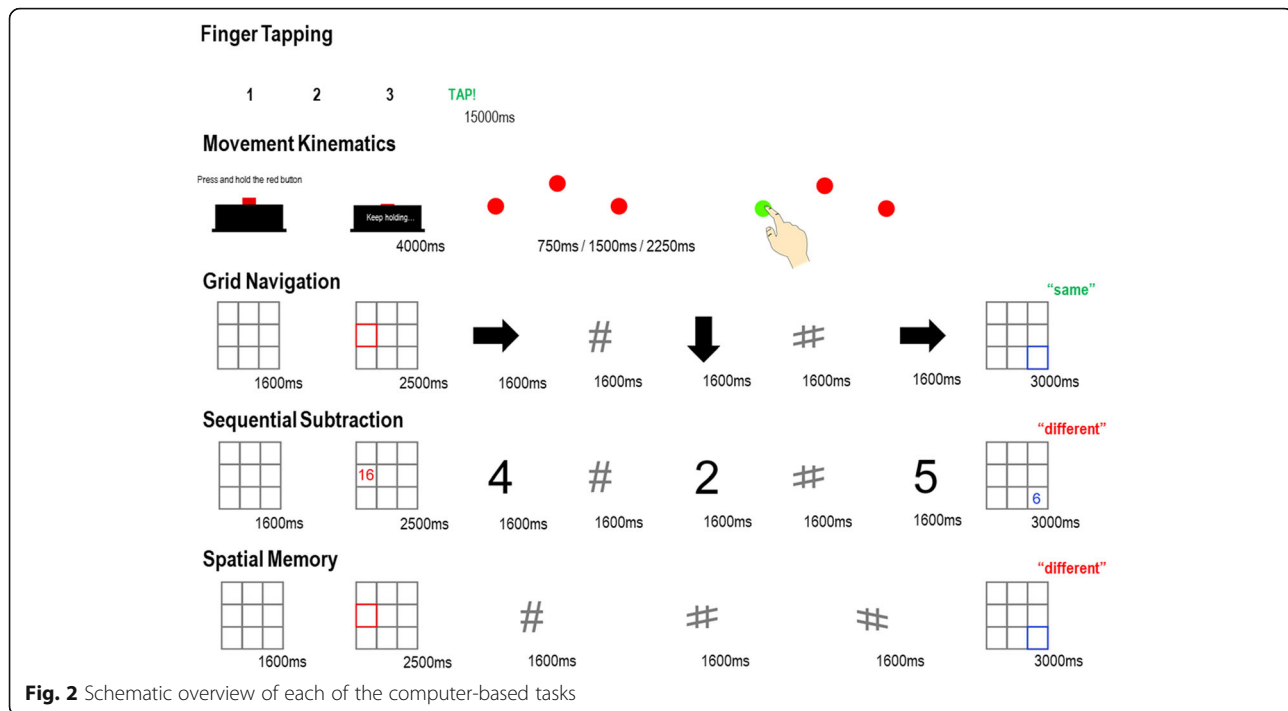 Finger Tapping
1 2 3 TAP!
15000ms
Movement Kinematics
Press and hold the red button
Keep holding...
4000ms 750ms / 1500ms / 2250ms
Grid Navigation
“same”
# #
1600ms 2500ms 1600ms 1600ms 1600ms 1600ms 1600ms 3000ms
Sequential Subtraction
“different”
16 4 # 2 # 5 6
1600ms 2500ms 1600ms 1600ms 1600ms 1600ms 1600ms 3000ms
Spatial Memory
“different”
# # #
1600ms 2500ms 1600ms 1600ms 1600ms 3000ms
Fig. 2 Schematic overview of each of the computer-based tasks